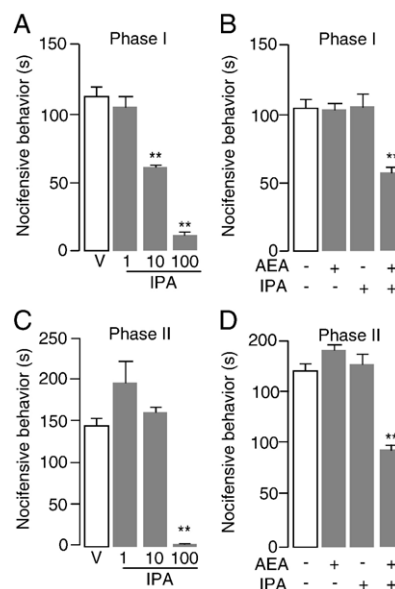 A
Phase I
Nocifensive behavior (s)
150
100
50
0
**
**
V 1 10 100
IPA
B
Phase I
Nocifensive behavior (s)
150
100
50
0
**
AEA - + - +
IPA - - + +
C
Phase II
Nocifensive behavior (s)
250
200
150
100
50
0
**
V 1 10 100
IPA
D
Phase II
Nocifensive behavior (s)
200
100
100
50
0
**
AEA - + - +
IPA - - + +